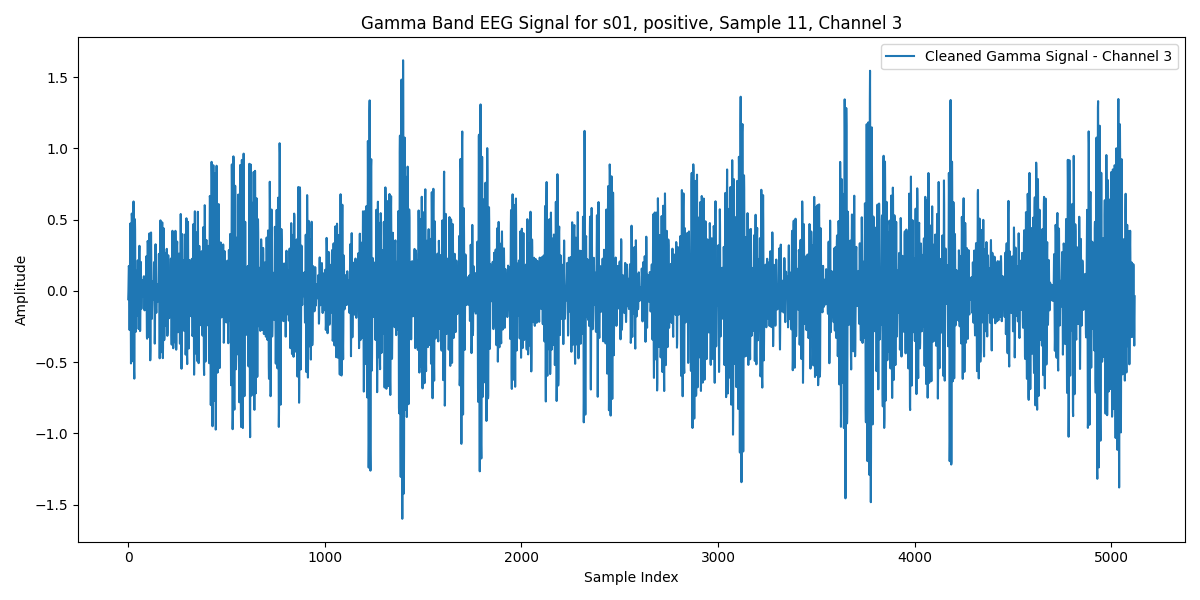 Gamma Band EEG Signal for s01, positive, Sample 11, Channel 3
Cleaned Gamma Signal - Channel 3
Amplitude
1.5
1.0
0.5
0.0
−0.5
−1.0
−1.5
0 1000 2000 3000 4000 5000
Sample Index